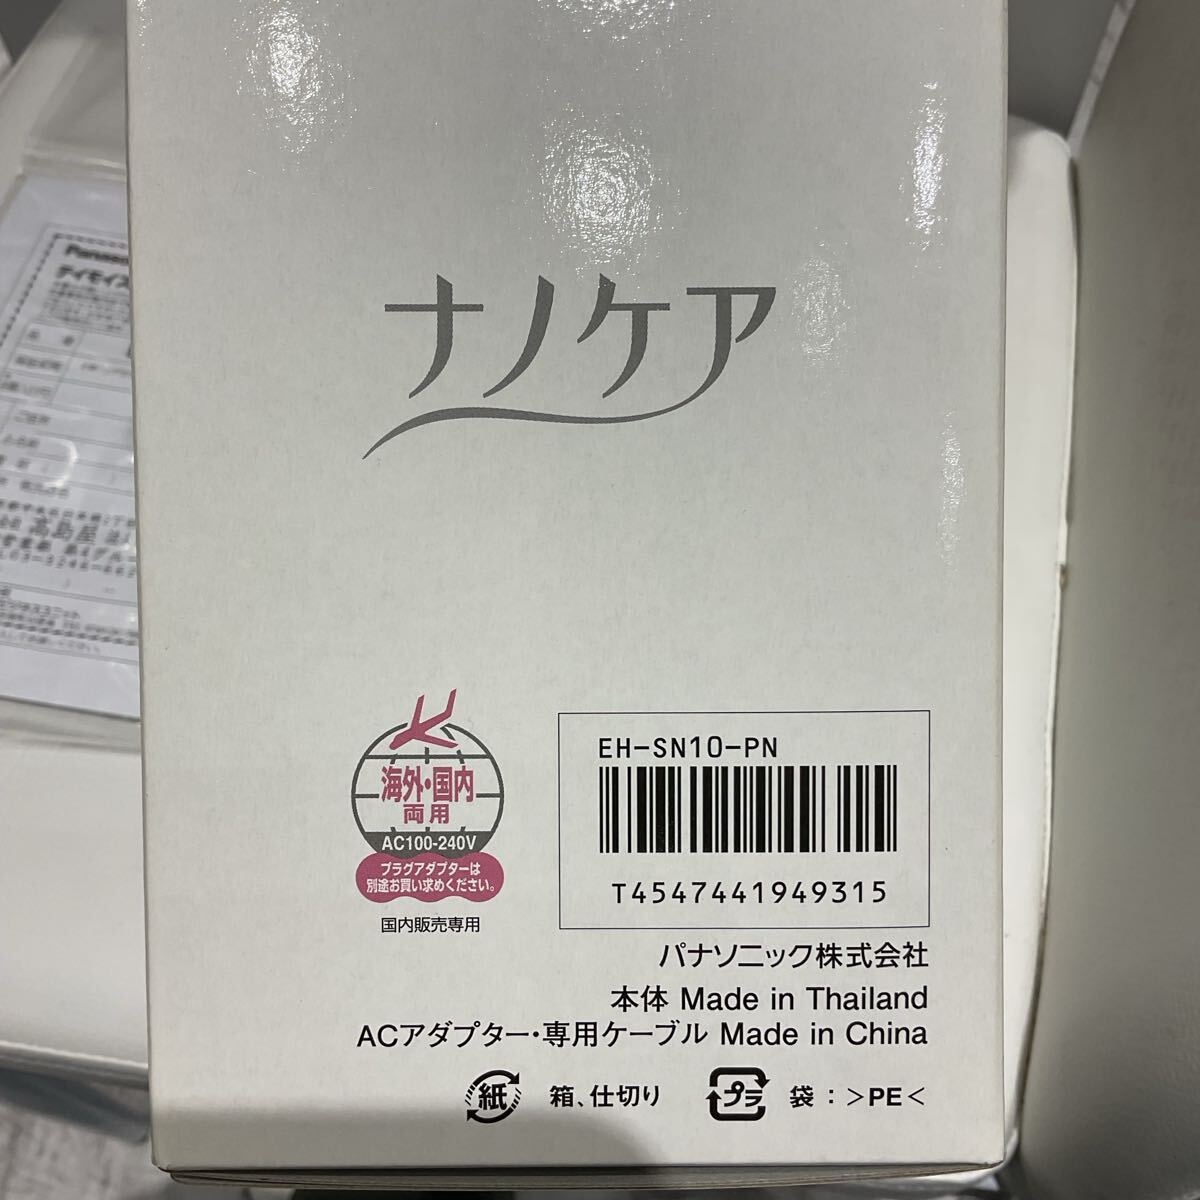 ナノケア
海外・国内
両用
AC100-240V
プラグアダプターは
別途お買い求めください。
国内販売専用
EH-SN10-PN
T4547441949315
パナソニック株式会社
本体 Made in Thailand
ACアダプター・専用ケーブル Made in China
紙 箱、仕切り
プラ 袋：>PE<
高島屋